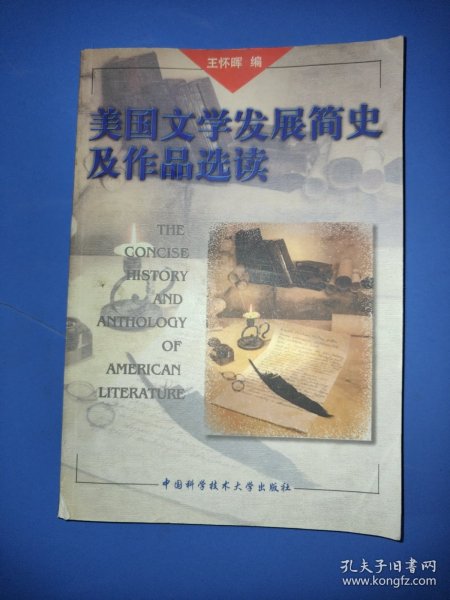 王怀晖 编
美国文学发展简史
及作品选读
THE
CONCISE
HISTORY
AND
ANTHOLOGY
OF
AMERICAN
LITERATURE
中国科学技术大学出版社
孔夫子旧书网
www.kongfz.com